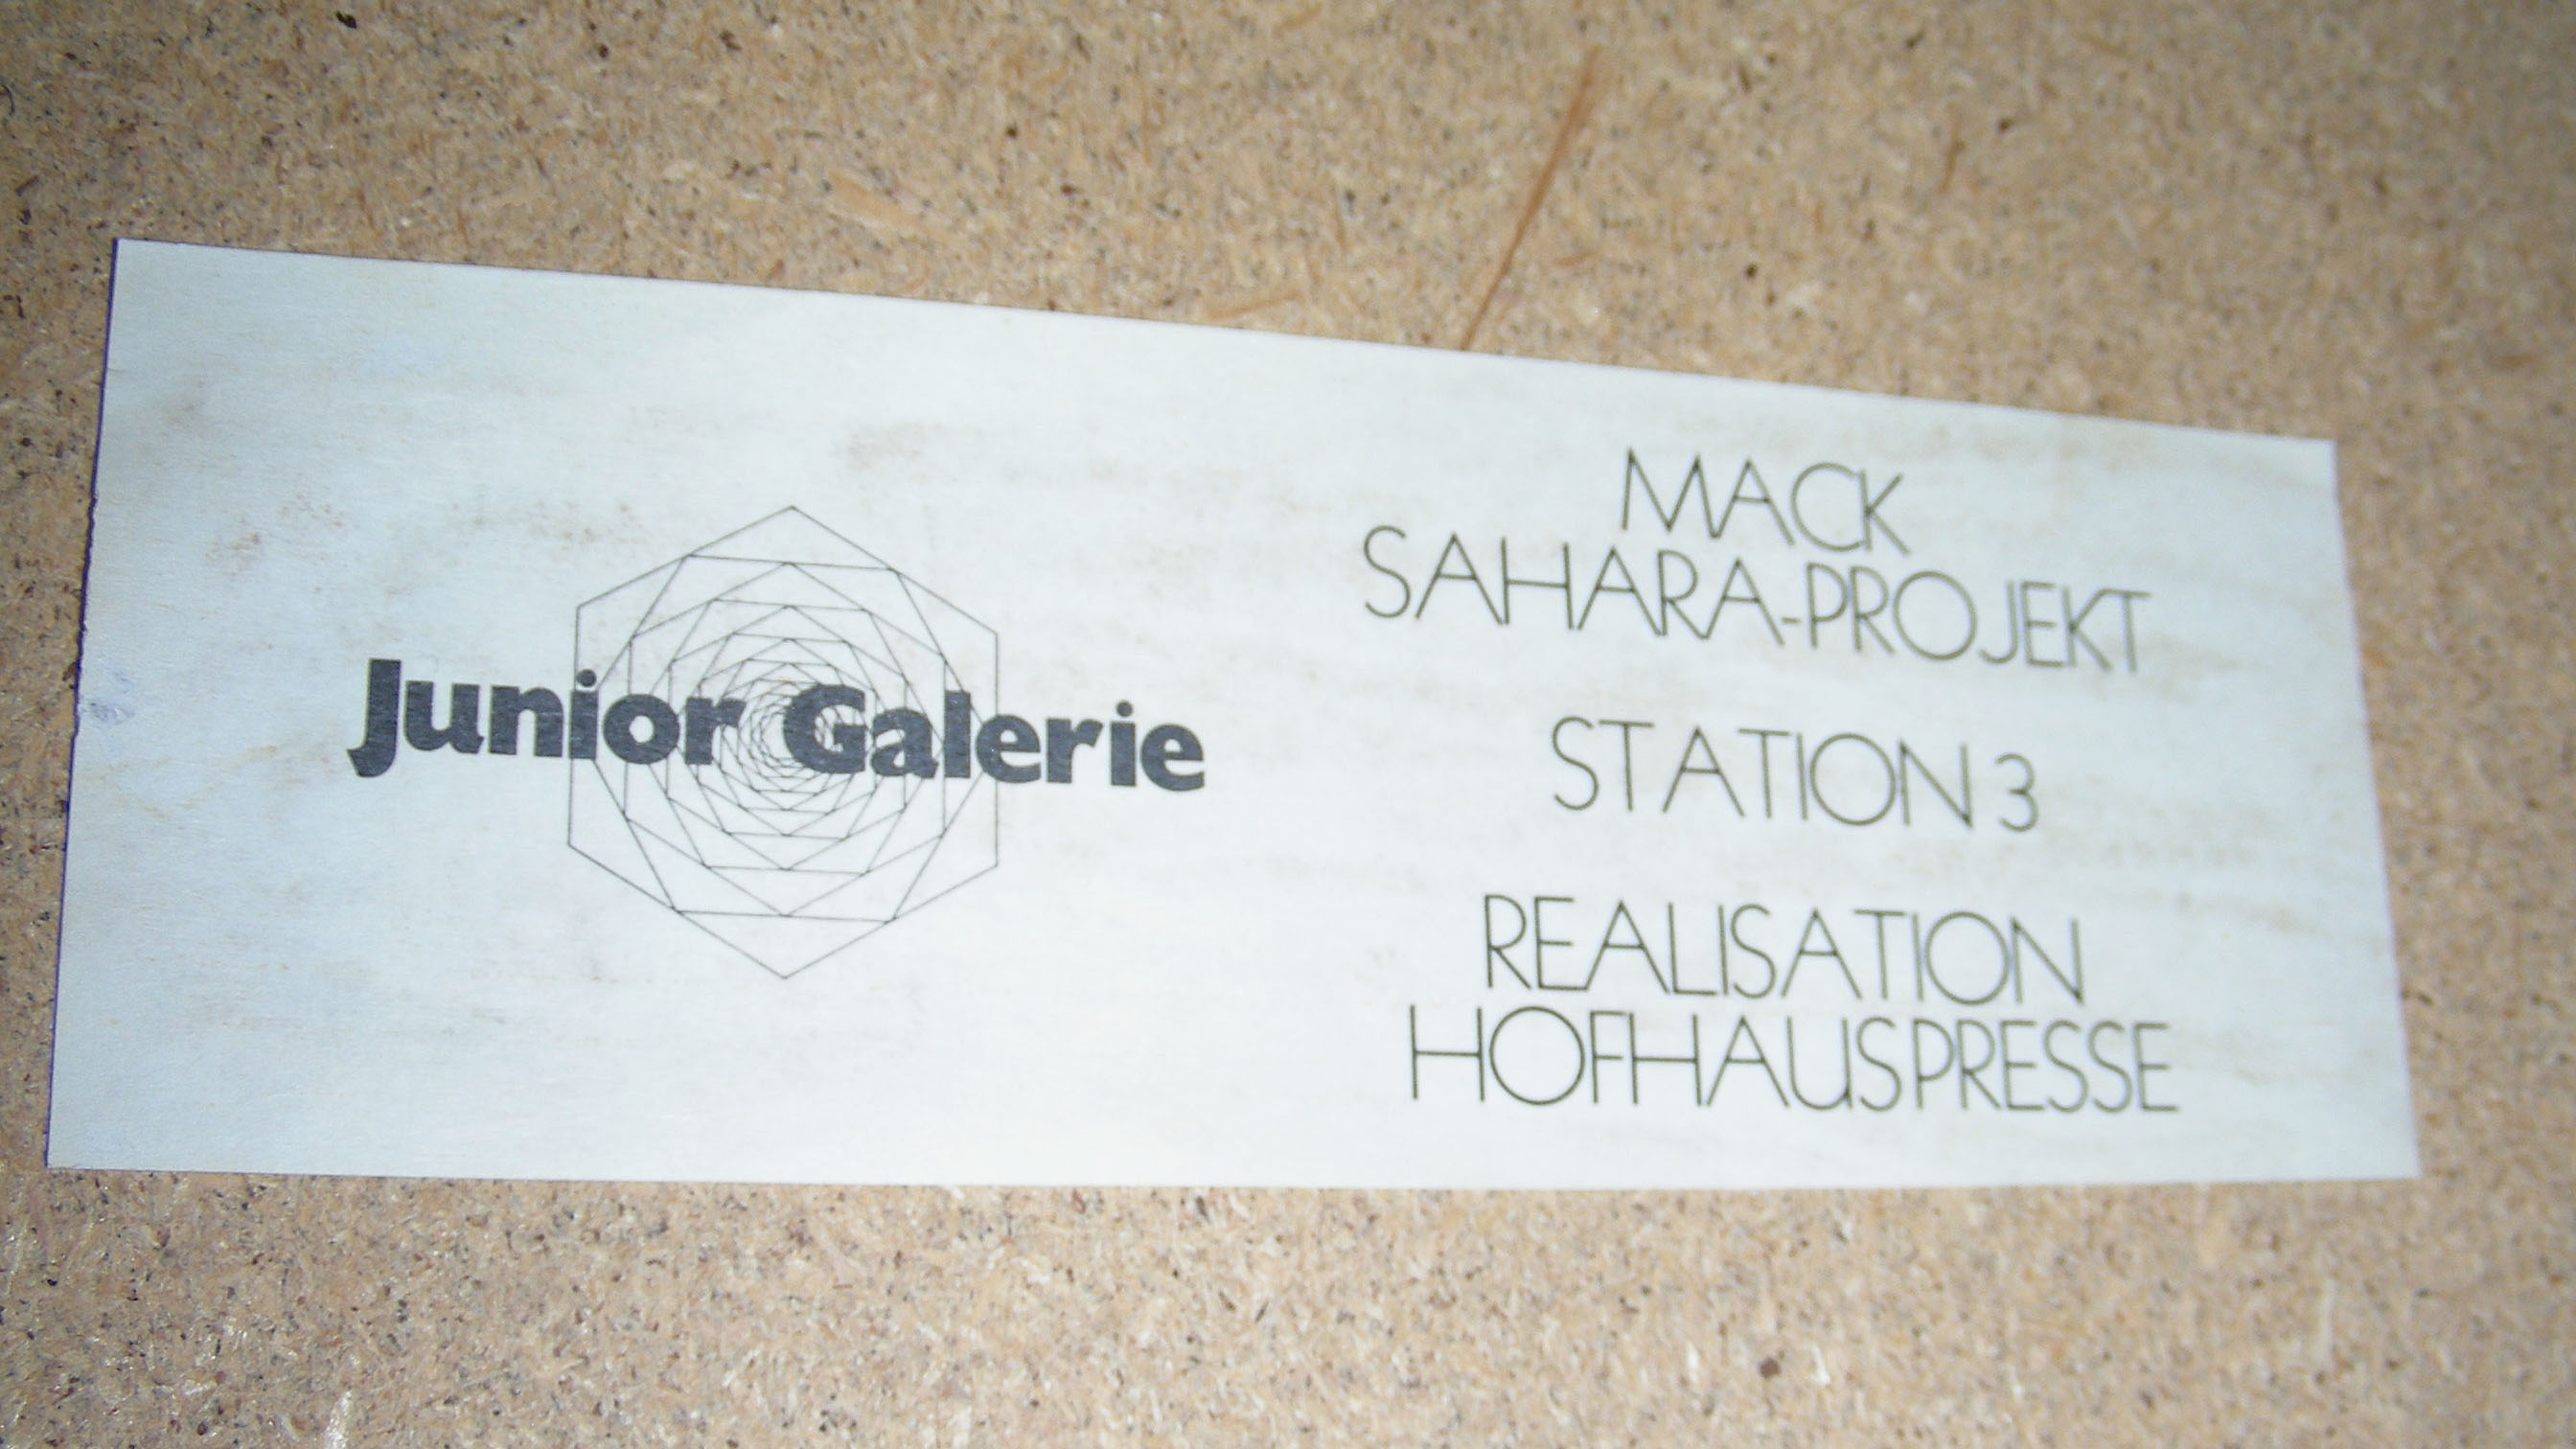 Junior Galerie
MACK
SAHARA-PROJEKT
STATION 3
REALISATION
HOFHAUSPRESSE